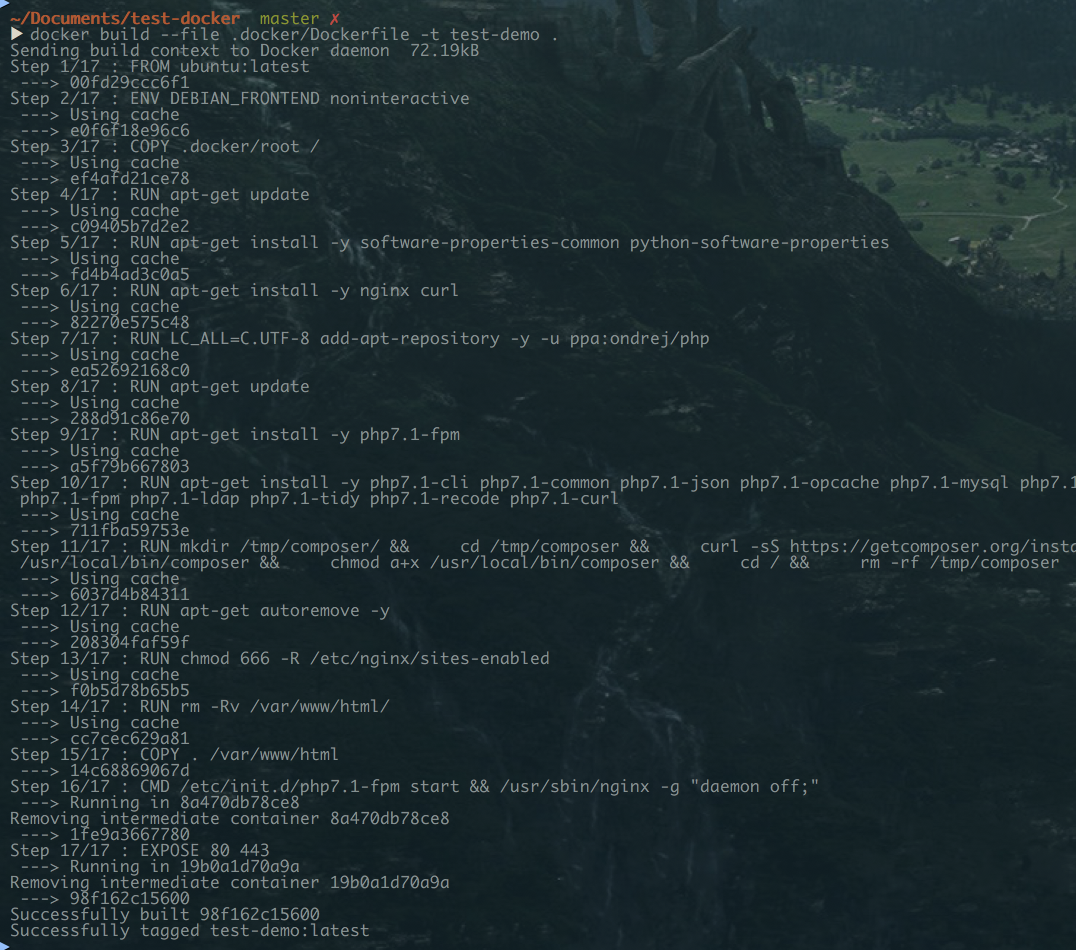 ~/Documents/test-docker master ✗
▶ docker build --file .docker/Dockerfile -t test-demo .
Sending build context to Docker daemon  72.19kB
Step 1/17 : FROM ubuntu:latest
 ---> 00fd29ccc6f1
Step 2/17 : ENV DEBIAN_FRONTEND noninteractive
 ---> Using cache
 ---> e0f6f18e96c6
Step 3/17 : COPY .docker/root /
 ---> Using cache
 ---> ef4afd21ce78
Step 4/17 : RUN apt-get update
 ---> Using cache
 ---> c09405b7d2e2
Step 5/17 : RUN apt-get install -y software-properties-common python-software-properties
 ---> Using cache
 ---> fd4b4ad3c0a5
Step 6/17 : RUN apt-get install -y nginx curl
 ---> Using cache
 ---> 82270e575c48
Step 7/17 : RUN LC_ALL=C.UTF-8 add-apt-repository -y -u ppa:ondrej/php
 ---> Using cache
 ---> ea52692168c0
Step 8/17 : RUN apt-get update
 ---> Using cache
 ---> 288d91c86e70
Step 9/17 : RUN apt-get install -y php7.1-fpm
 ---> Using cache
 ---> a5f79b667803
Step 10/17 : RUN apt-get install -y php7.1-cli php7.1-common php7.1-json php7.1-opcache php7.1-mysql php7.1
 php7.1-fpm php7.1-ldap php7.1-tidy php7.1-recode php7.1-curl
 ---> Using cache
 ---> 711fba59753e
Step 11/17 : RUN mkdir /tmp/composer/ &&     cd /tmp/composer &&     curl -sS https://getcomposer.org/insta
 /usr/local/bin/composer &&     chmod a+x /usr/local/bin/composer &&     cd / &&     rm -rf /tmp/composer
 ---> Using cache
 ---> 6037d4b84311
Step 12/17 : RUN apt-get autoremove -y
 ---> Using cache
 ---> 208304faf59f
Step 13/17 : RUN chmod 666 -R /etc/nginx/sites-enabled
 ---> Using cache
 ---> f0b5d78b65b5
Step 14/17 : RUN rm -Rv /var/www/html/
 ---> Using cache
 ---> cc7cec629a81
Step 15/17 : COPY . /var/www/html
 ---> 14c68869067d
Step 16/17 : CMD /etc/init.d/php7.1-fpm start && /usr/sbin/nginx -g "daemon off;"
 ---> Running in 8a470db78ce8
Removing intermediate container 8a470db78ce8
 ---> 1fe9a3667780
Step 17/17 : EXPOSE 80 443
 ---> Running in 19b0a1d70a9a
Removing intermediate container 19b0a1d70a9a
 ---> 98f162c15600
Successfully built 98f162c15600
Successfully tagged test-demo:latest